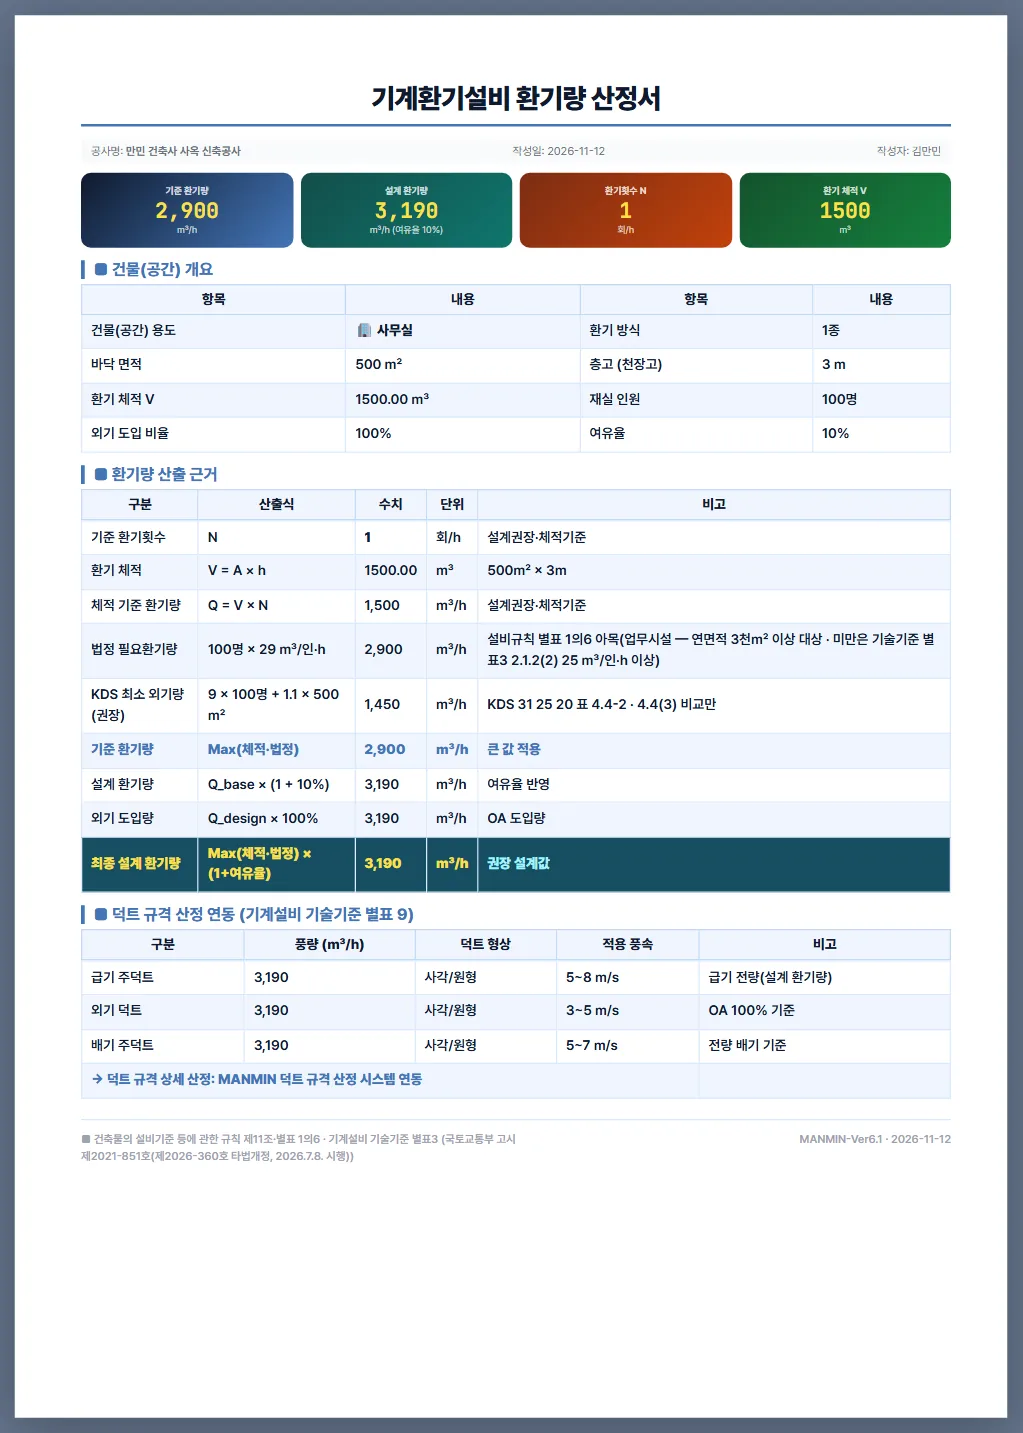 기계환기설비 환기량 산정서
공사명: 만민 건축사 사옥 신축공사 작성일: 2026-11-12 작성자: 김만민
기준 환기량
2,900
m³/h
설계 환기량
3,190
m³/h (여유율 10%)
환기횟수 N
1
회/h
환기 체적 V
1500
m³
■ 건물(공간) 개요
항목 내용 항목 내용
건물(공간) 용도 🏢 사무실 환기 방식 1종
바닥 면적 500 m² 층고 (천장고) 3 m
환기 체적 V 1500.00 m³ 재실 인원 100명
외기 도입 비율 100% 여유율 10%
■ 환기량 산출 근거
구분 산출식 수치 단위 비고
기준 환기횟수 N 1 회/h 설계권장·체적기준
환기 체적 V = A × h 1500.00 m³ 500m² × 3m
체적 기준 환기량 Q = V × N 1,500 m³/h 설계권장·체적기준
법정 필요환기량 100명 × 29 m³/인·h 2,900 m³/h 설비규칙 별표 1의6 아목(업무시설 — 연면적 3천m² 이상 대상 · 미만은 기술기준 별
표3 2.1.2(2) 25 m³/인·h 이상)
KDS 최소 외기량
(권장) 9 × 100명 + 1.1 × 500
m² 1,450 m³/h KDS 31 25 20 표 4.4-2 · 4.4(3) 비교만
기준 환기량 Max(체적·법정) 2,900 m³/h 큰 값 적용
설계 환기량 Q_base × (1 + 10%) 3,190 m³/h 여유율 반영
외기 도입량 Q_design × 100% 3,190 m³/h OA 도입량
최종 설계 환기량 Max(체적·법정) ×
(1+여유율) 3,190 m³/h 권장 설계값
■ 덕트 규격 산정 연동 (기계설비 기술기준 별표 9)
구분 풍량 (m³/h) 덕트 형상 적용 풍속 비고
급기 주덕트 3,190 사각/원형 5~8 m/s 급기 전량(설계 환기량)
외기 덕트 3,190 사각/원형 3~5 m/s OA 100% 기준
배기 주덕트 3,190 사각/원형 5~7 m/s 전량 배기 기준
→ 덕트 규격 상세 산정: MANMIN 덕트 규격 산정 시스템 연동
■ 건축물의 설비기준 등에 관한 규칙 제11조·별표 1의6 · 기계설비 기술기준 별표3 (국토교통부 고시
제2021-851호(제2026-360호 타법개정, 2026.7.8. 시행))
MANMIN-Ver6.1 · 2026-11-12